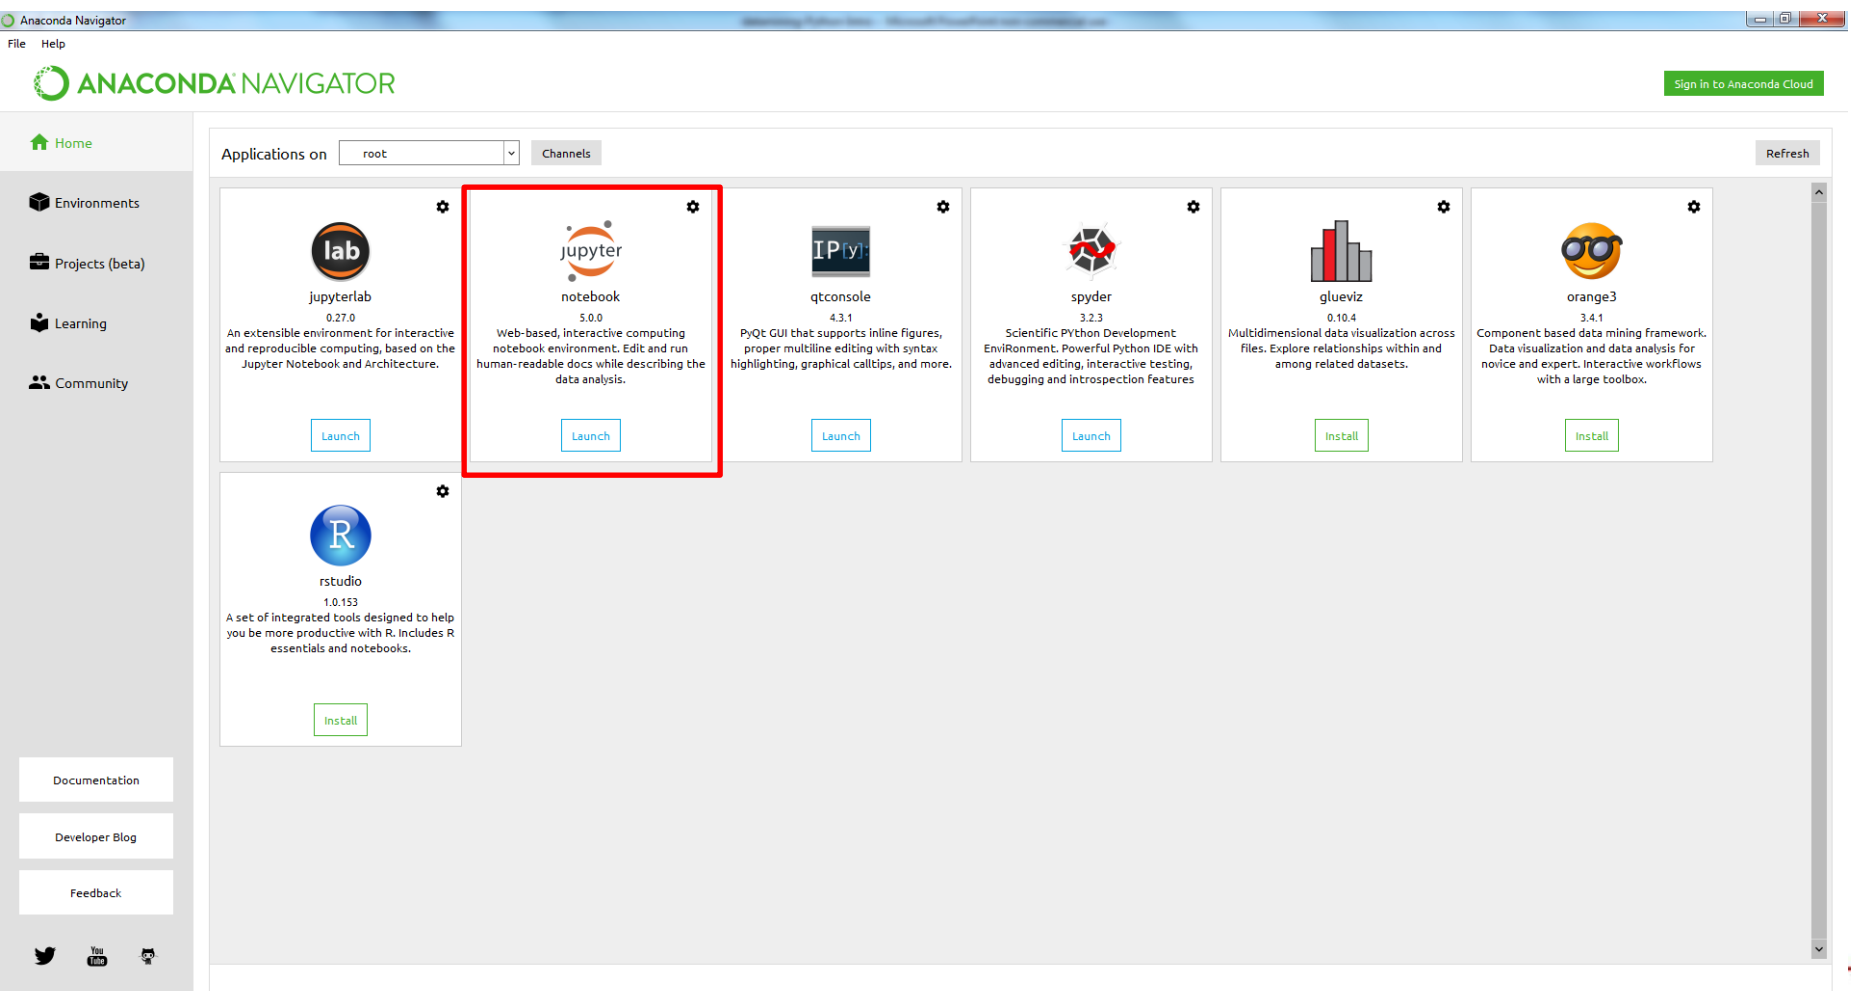 Anaconda Navigator
File Help
ANACONDA NAVIGATOR
Sign in to Anaconda Cloud
Home
Environments
Projects (beta)
Learning
Community
Documentation
Developer Blog
Feedback
You
Tube
Applications on root Channels
Refresh
lab
jupyterlab
0.27.0
An extensible environment for interactive
and reproducible computing, based on the
Jupyter Notebook and Architecture.
Launch
jupyter
notebook
5.0.0
Web-based, interactive computing
notebook environment. Edit and run
human-readable docs while describing the
data analysis.
Launch
IP[y]:
qtconsole
4.3.1
PyQt GUI that supports inline figures,
proper multiline editing with syntax
highlighting, graphical calltips, and more.
Launch
spyder
3.2.3
Scientific PYthon Development
EnviRonment. Powerful Python IDE with
advanced editing, interactive testing,
debugging and introspection features
Launch
glueviz
0.10.4
Multidimensional data visualization across
files. Explore relationships within and
among related datasets.
Install
orange3
3.4.1
Component based data mining framework.
Data visualization and data analysis for
novice and expert. Interactive workflows
with a large toolbox.
Install
R
rstudio
1.0.153
A set of integrated tools designed to help
you be more productive with R. Includes R
essentials and notebooks.
Install